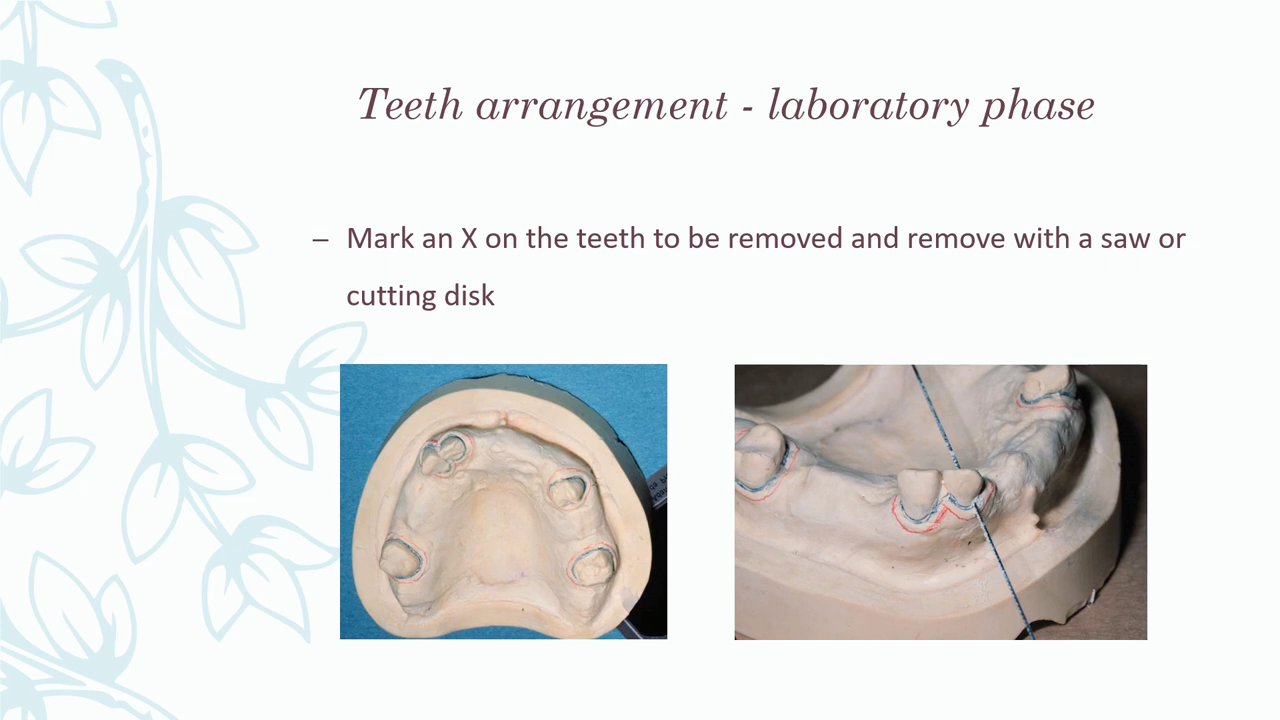 Teeth arrangement - laboratory phase
– Mark an X on the teeth to be removed and remove with a saw or
cutting disk